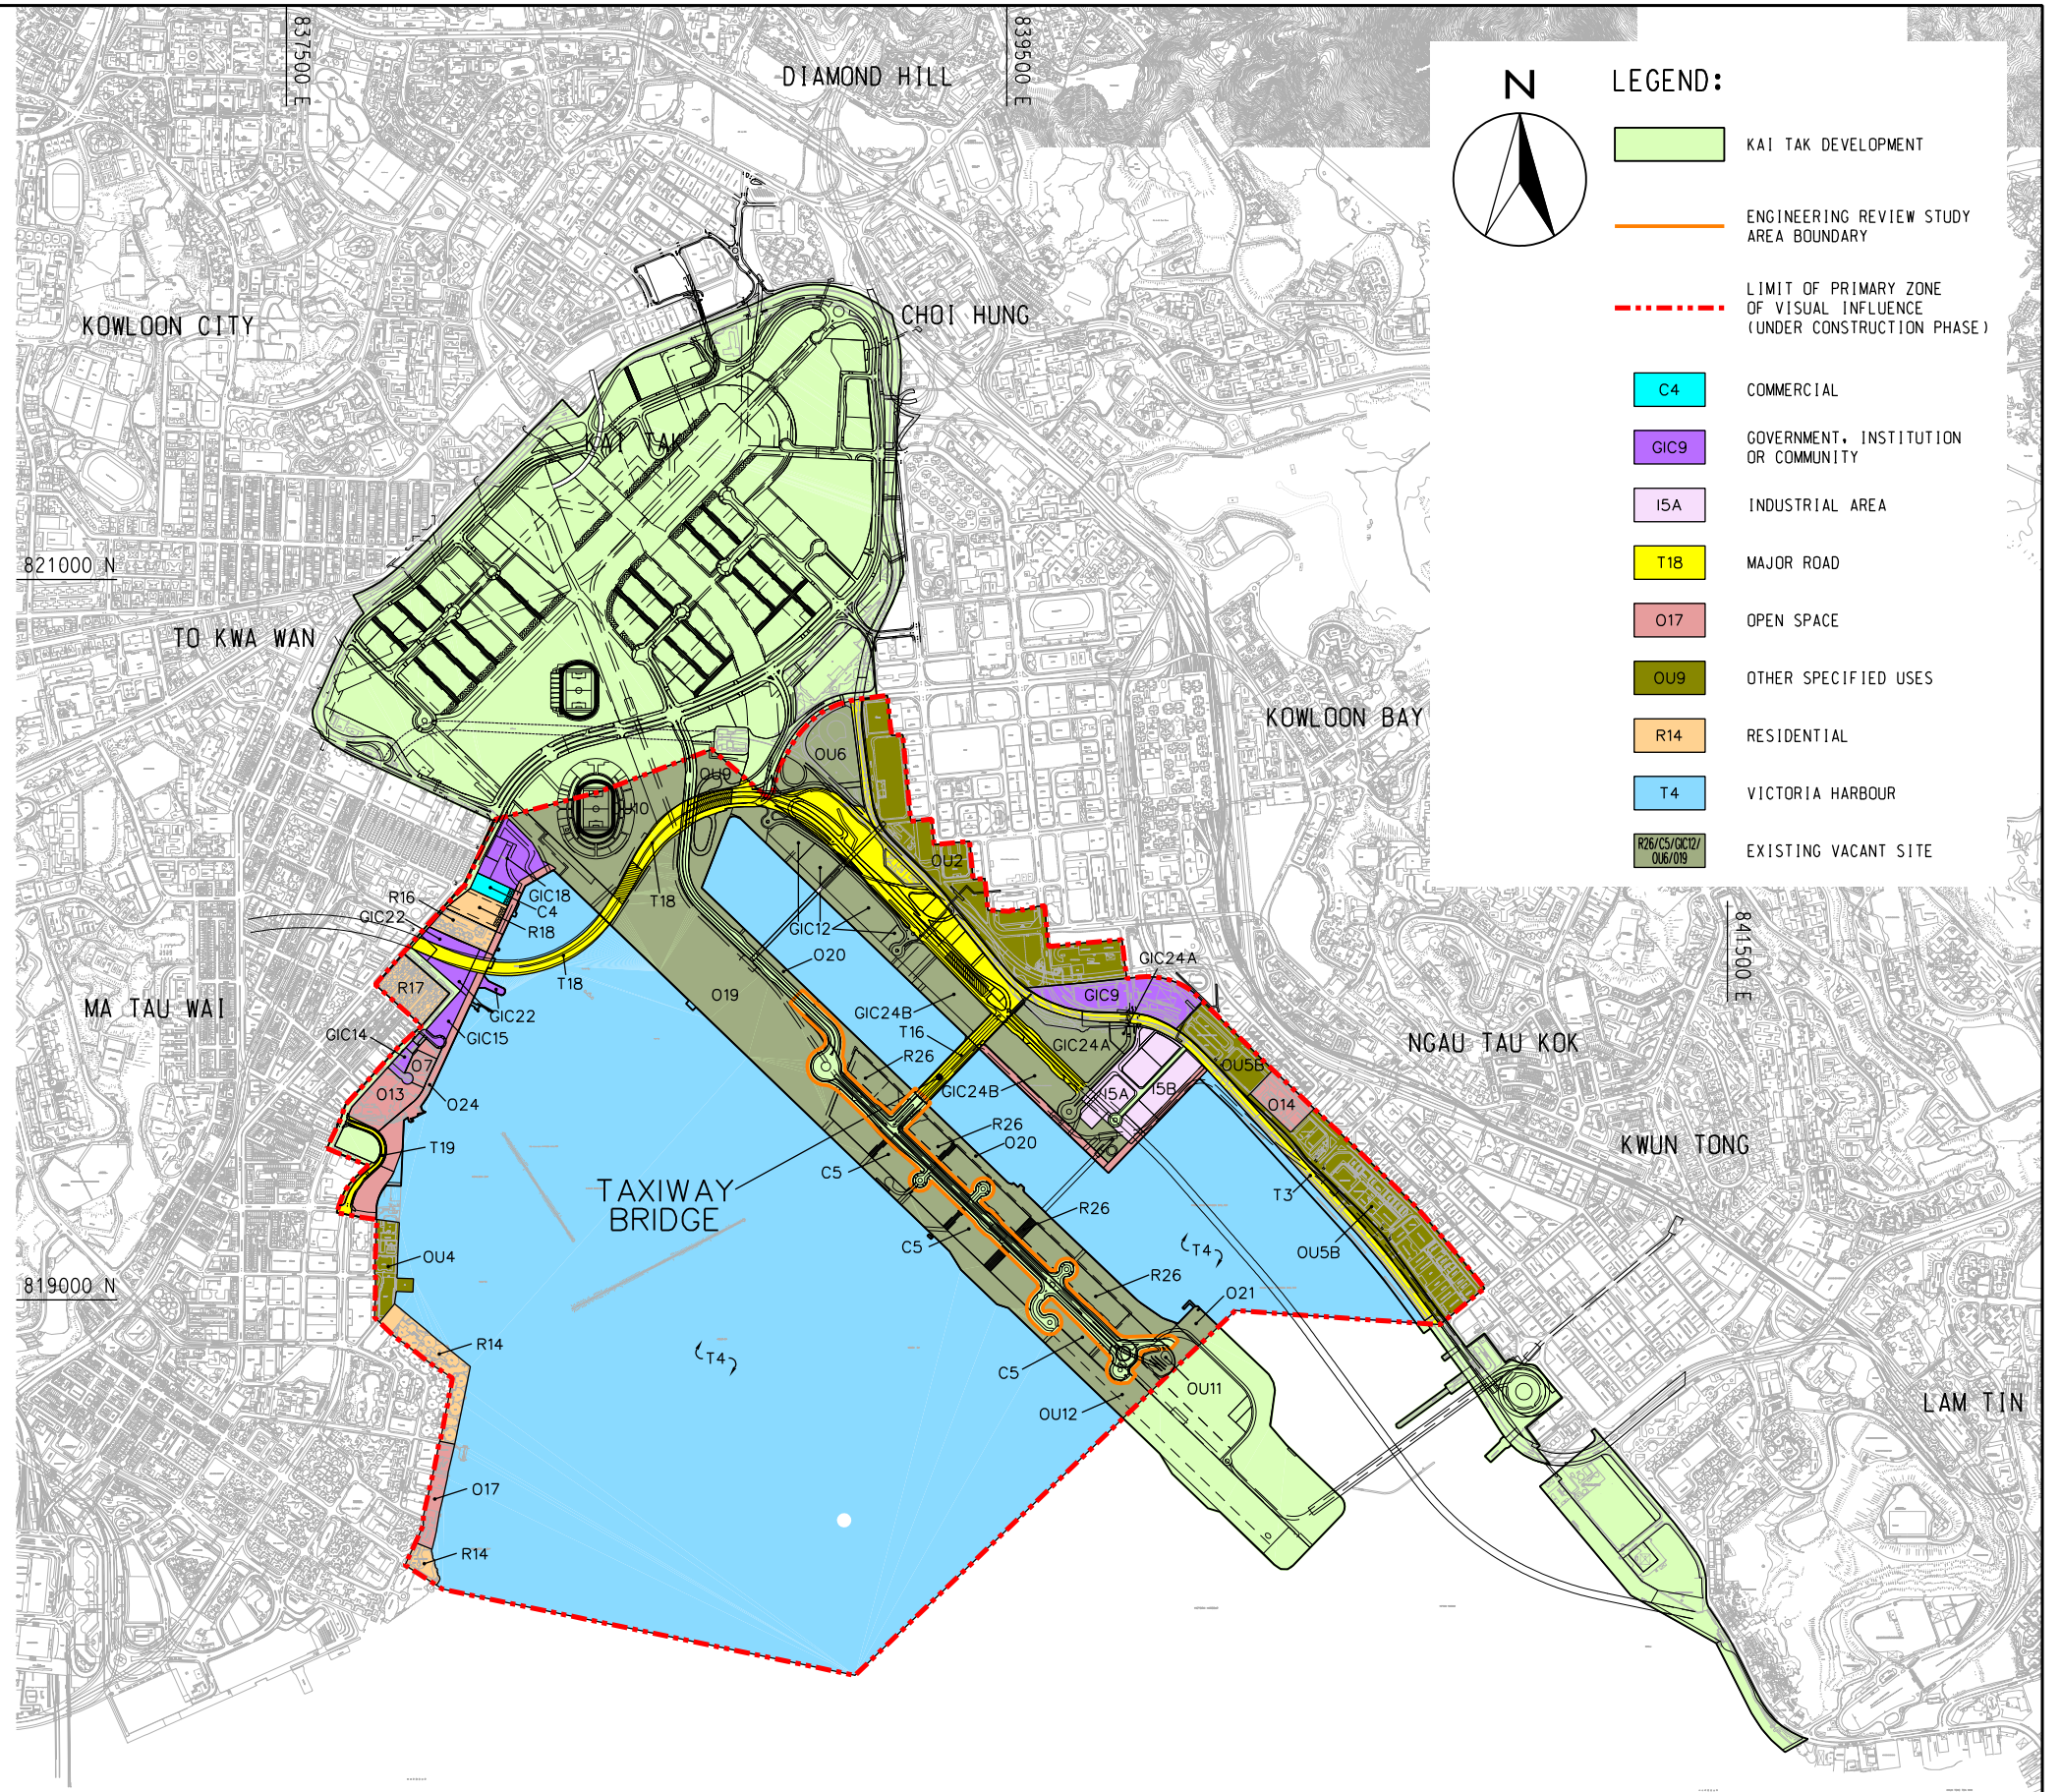 837500 E
839500 E
DIAMOND HILL
N
LEGEND:
KAI TAK DEVELOPMENT
ENGINEERING REVIEW STUDY
AREA BOUNDARY
LIMIT OF PRIMARY ZONE
OF VISUAL INFLUENCE
(UNDER CONSTRUCTION PHASE)
C4
COMMERCIAL
GIC9
GOVERNMENT, INSTITUTION
OR COMMUNITY
I5A
INDUSTRIAL AREA
T18
MAJOR ROAD
O17
OPEN SPACE
OU9
OTHER SPECIFIED USES
R14
RESIDENTIAL
T4
VICTORIA HARBOUR
R26/C5/GIC12/
OU6/O19
EXISTING VACANT SITE
KOWLOON CITY
CHOI HUNG
KAI TAK
821000 N
TO KWA WAN
KOWLOON BAY
OU6
OU9
OU2
GIC18
C4
R16
GIC22
R18
T18
GIC12
O20
T18
841500 E
GIC24A
MA TAU WAI
R17
O19
GIC9
GIC22
GIC24B
GIC15
T16
GIC14
O7
R26
GIC24A
NGAU TAU KOK
OU5B
O13
O24
GIC24B
I5A
I5B
O14
R26
O20
T19
C5
KWUN TONG
TAXIWAY
BRIDGE
T3
R26
C5
(T4)
OU5B
OU4
819000 N
R26
O21
R14
(T4)
C5
OU11
OU12
LAM TIN
O17
R14